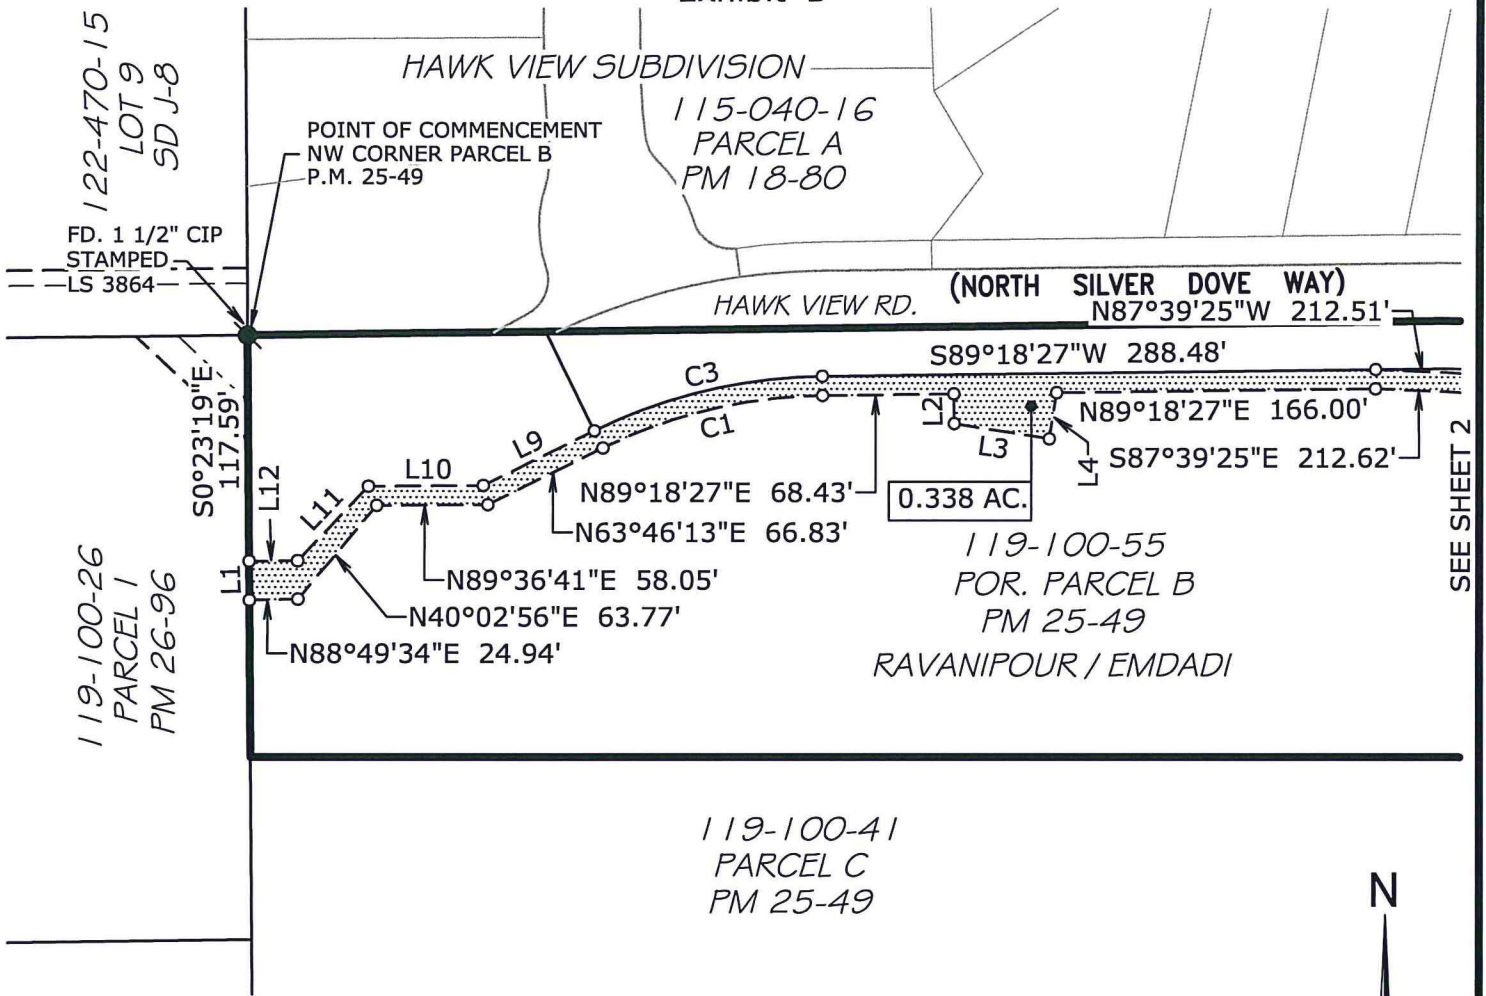 122-470-15
LOT 9
SD J-8
HAWK VIEW SUBDIVISION
115-040-16
PARCEL A
PM 18-80
POINT OF COMMENCEMENT
NW CORNER PARCEL B
P.M. 25-49
FD. 1 1/2" CIP
STAMPED
LS 3864
HAWK VIEW RD.
(NORTH SILVER DOVE WAY)
N87°39'25"W 212.51'
S89°18'27"W 288.48'
C3
C1
L2
L3
L4
N89°18'27"E 166.00'
S87°39'25"E 212.62'
S0°23'19"E
117.59'
L12
L11
L10
L9
L1
N89°18'27"E 68.43'
0.338 AC.
N63°46'13"E 66.83'
N89°36'41"E 58.05'
N40°02'56"E 63.77'
N88°49'34"E 24.94'
119-100-55
POR. PARCEL B
PM 25-49
RAVANIPOUR / EMDADI
SEE SHEET 2
119-100-26
PARCEL 1
PM 26-96
119-100-41
PARCEL C
PM 25-49
N